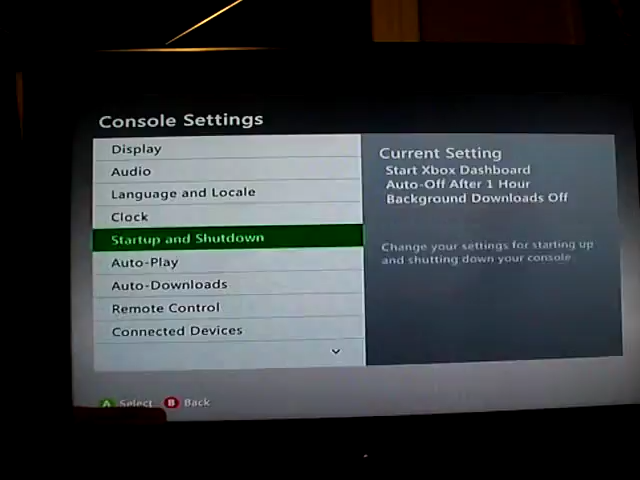 Console Settings
Display
Audio
Language and Locale
Clock
Startup and Shutdown
Auto-Play
Auto-Downloads
Remote Control
Connected Devices
Current Setting
Start Xbox Dashboard
Auto-Off After 1 Hour
Background Downloads Off
Change your settings for starting up
and shutting down your console
A Select B Back